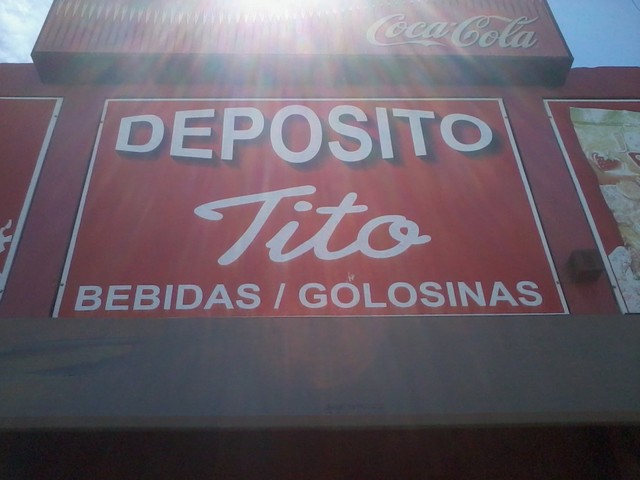 Coca-Cola
DEPOSITO
Tito
BEBIDAS / GOLOSINAS